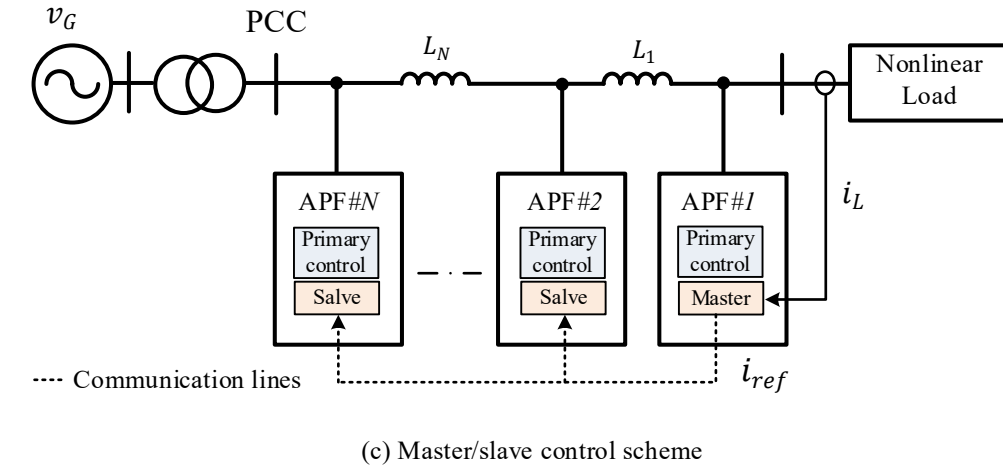 v_G
PCC
L_N
L_1
Nonlinear
Load
APF#N
APF#2
APF#1
i_L
Primary
control
Primary
control
Primary
control
Salve
Salve
Master
i_ref
Communication lines
(c) Master/slave control scheme